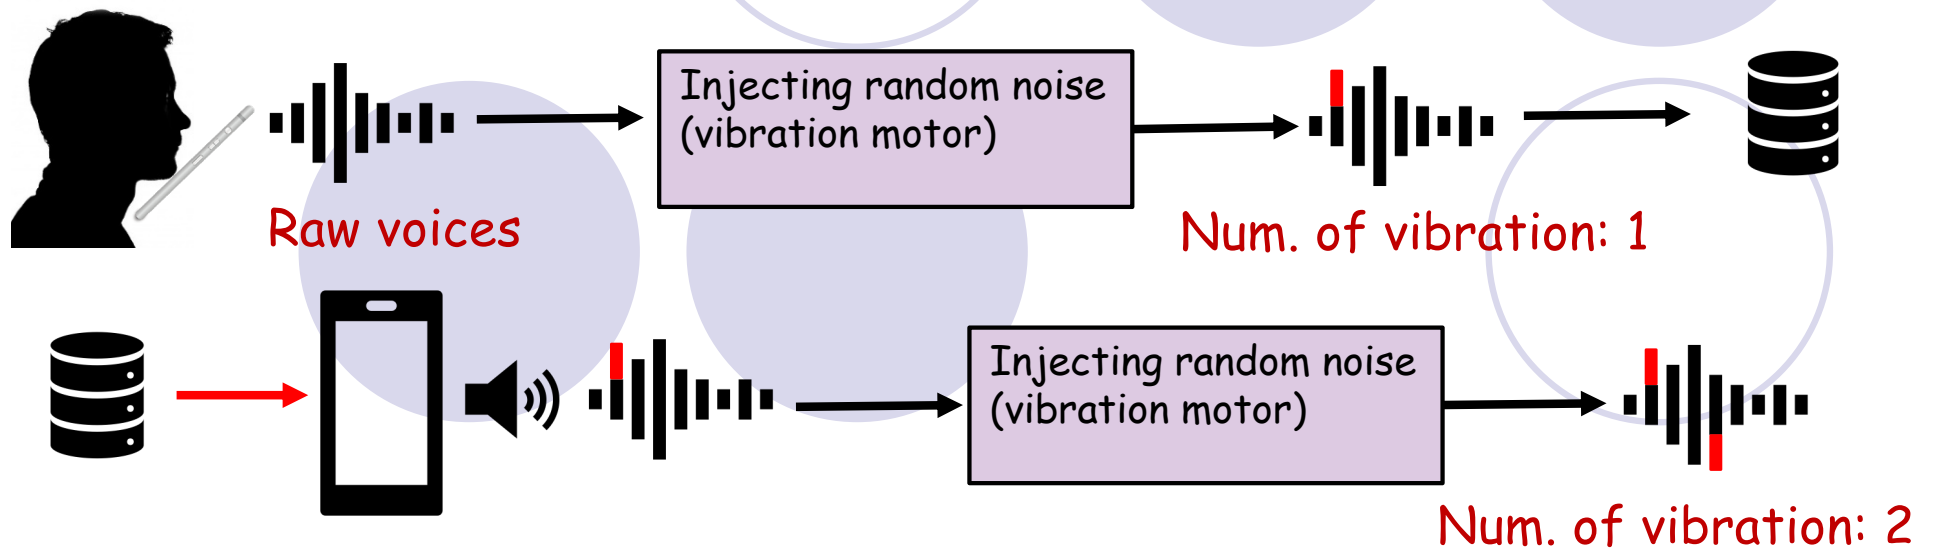 Injecting random noise
(vibration motor)
Raw voices
Num. of vibration: 1
Injecting random noise
(vibration motor)
Num. of vibration: 2